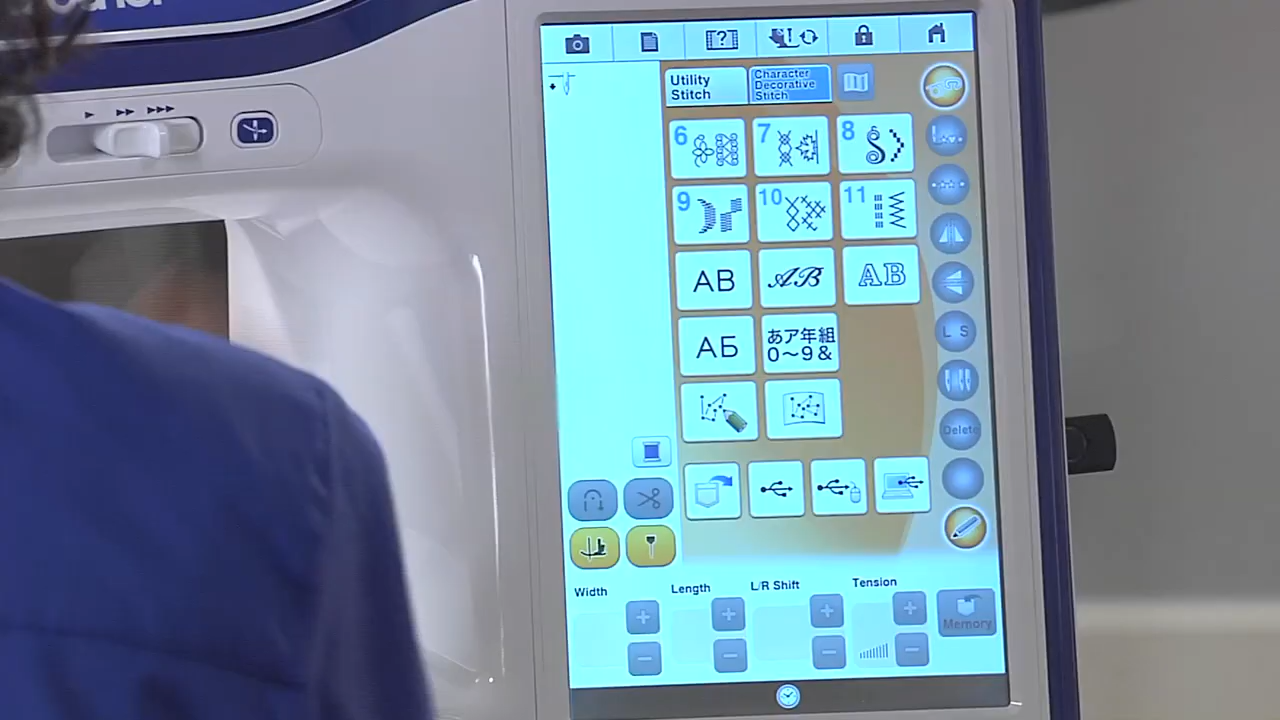 Utility
Stitch
Character
Decorative
Stitch
6
7
8
9
10
11
AB
AB
AB
АБ
あア年組
0～9&
L S
Delete
Width
Length
L/R Shift
Tension
Memory